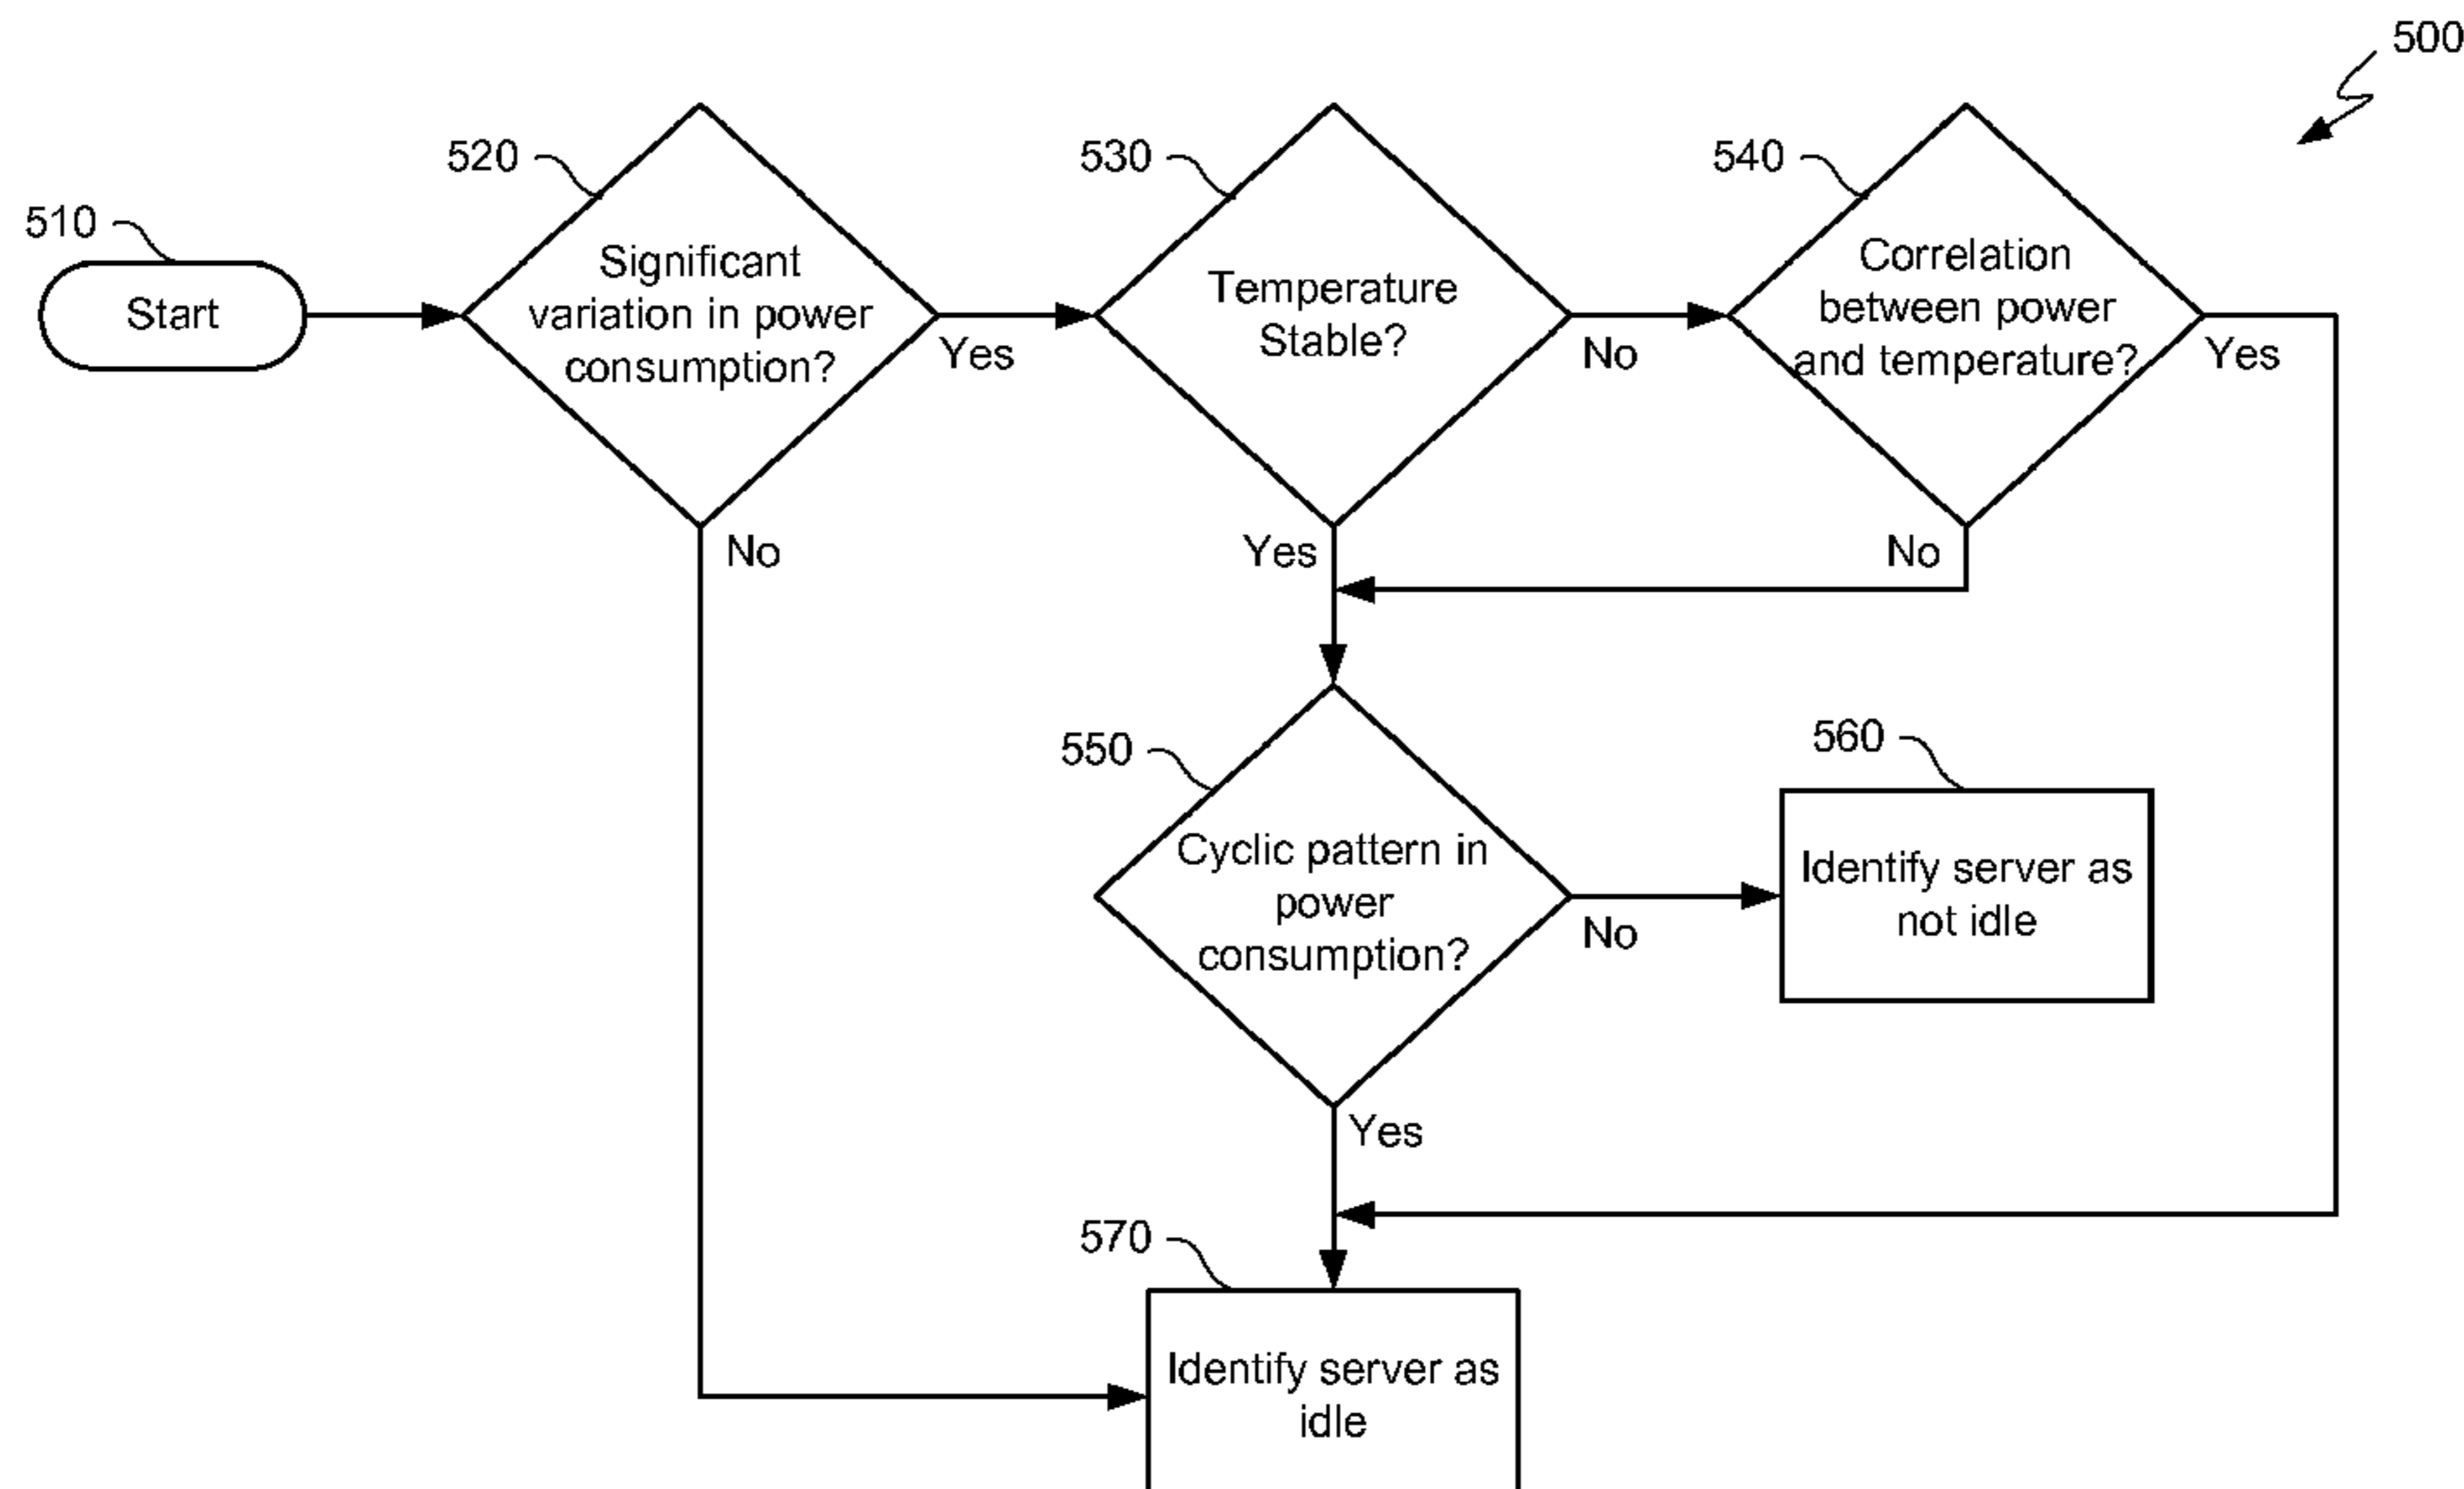 500
520
530
540
510
Start
Significant
variation in power
consumption?
Yes
No
Temperature
Stable?
No
Yes
Correlation
between power
and temperature?
Yes
No
550
Cyclic pattern in
power
consumption?
No
Yes
560
Identify server as
not idle
570
Identify server as
idle